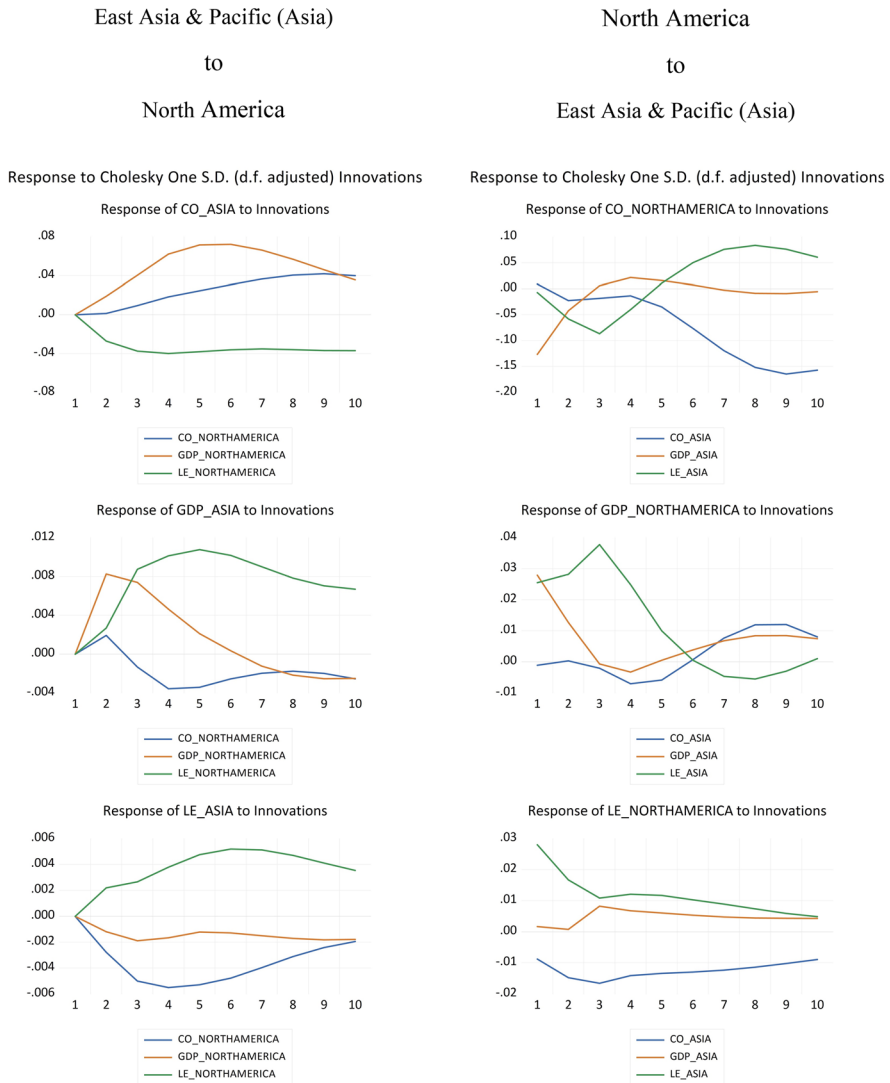 East Asia & Pacific (Asia)
to
North America
North America
to
East Asia & Pacific (Asia)
Response to Cholesky One S.D. (d.f. adjusted) Innovations
Response of CO_ASIA to Innovations
.08
.04
.00
-.04
-.08
1 2 3 4 5 6 7 8 9 10
CO_NORTHAMERICA
GDP_NORTHAMERICA
LE_NORTHAMERICA
Response of GDP_ASIA to Innovations
.012
.008
.004
.000
-.004
1 2 3 4 5 6 7 8 9 10
CO_NORTHAMERICA
GDP_NORTHAMERICA
LE_NORTHAMERICA
Response of LE_ASIA to Innovations
.006
.004
.002
.000
-.002
-.004
-.006
1 2 3 4 5 6 7 8 9 10
CO_NORTHAMERICA
GDP_NORTHAMERICA
LE_NORTHAMERICA
Response to Cholesky One S.D. (d.f. adjusted) Innovations
Response of CO_NORTHAMERICA to Innovations
.10
.05
.00
-.05
-.10
-.15
-.20
1 2 3 4 5 6 7 8 9 10
CO_ASIA
GDP_ASIA
LE_ASIA
Response of GDP_NORTHAMERICA to Innovations
.04
.03
.02
.01
.00
-.01
1 2 3 4 5 6 7 8 9 10
CO_ASIA
GDP_ASIA
LE_ASIA
Response of LE_NORTHAMERICA to Innovations
.03
.02
.01
.00
-.01
-.02
1 2 3 4 5 6 7 8 9 10
CO_ASIA
GDP_ASIA
LE_ASIA